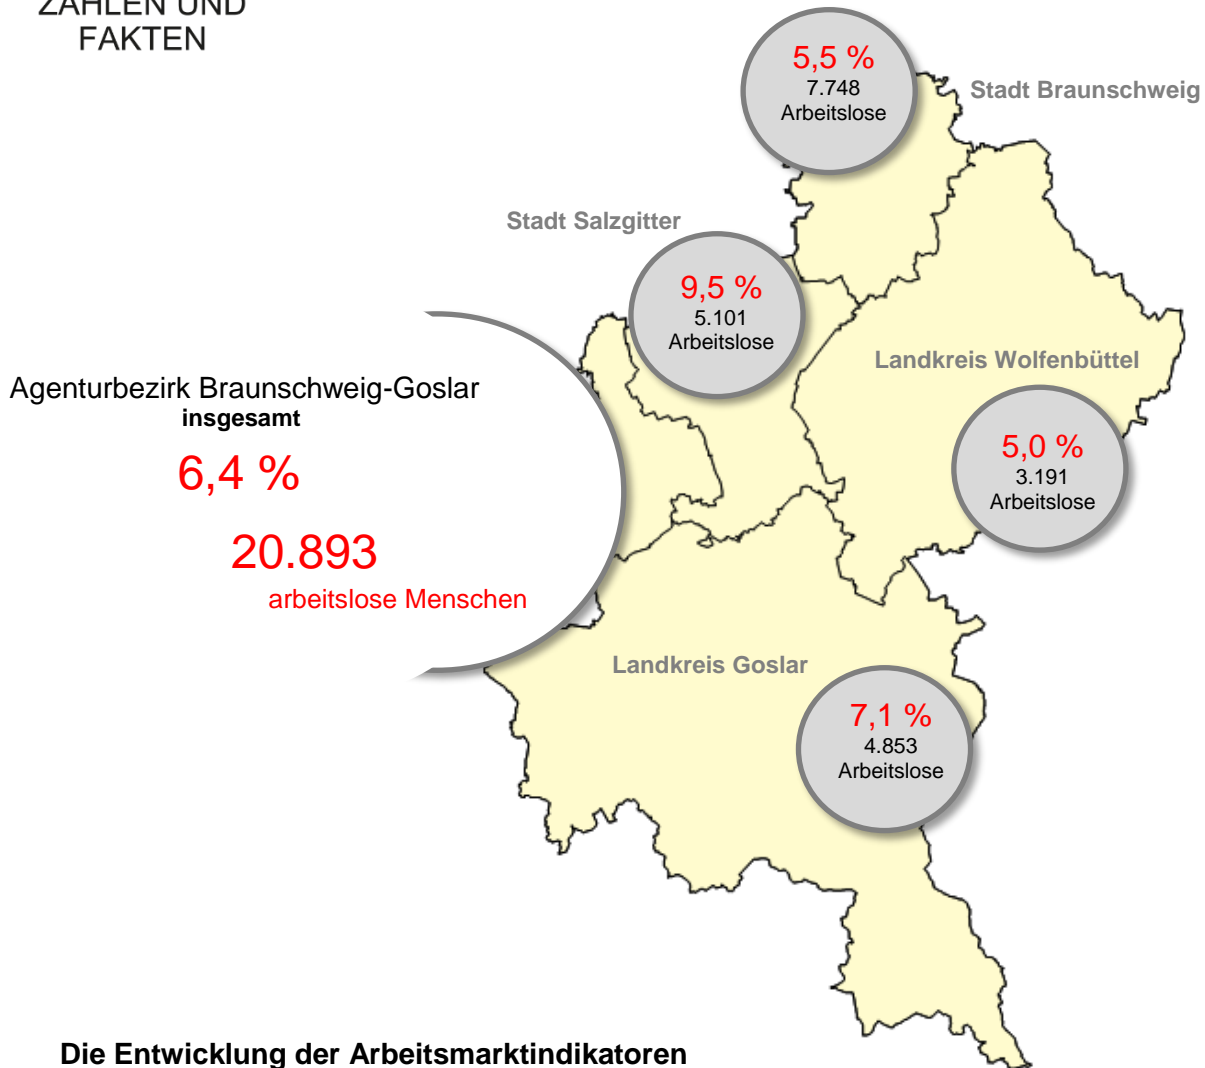 ZAHLEN UND
FAKTEN
5,5 %
7.748
Arbeitslose
Stadt Braunschweig
Stadt Salzgitter
9,5 %
5.101
Arbeitslose
Landkreis Wolfenbüttel
Agenturbezirk Braunschweig-Goslar
insgesamt
6,4 %
20.893
arbeitslose Menschen
5,0 %
3.191
Arbeitslose
Landkreis Goslar
7,1 %
4.853
Arbeitslose
Die Entwicklung der Arbeitsmarktindikatoren